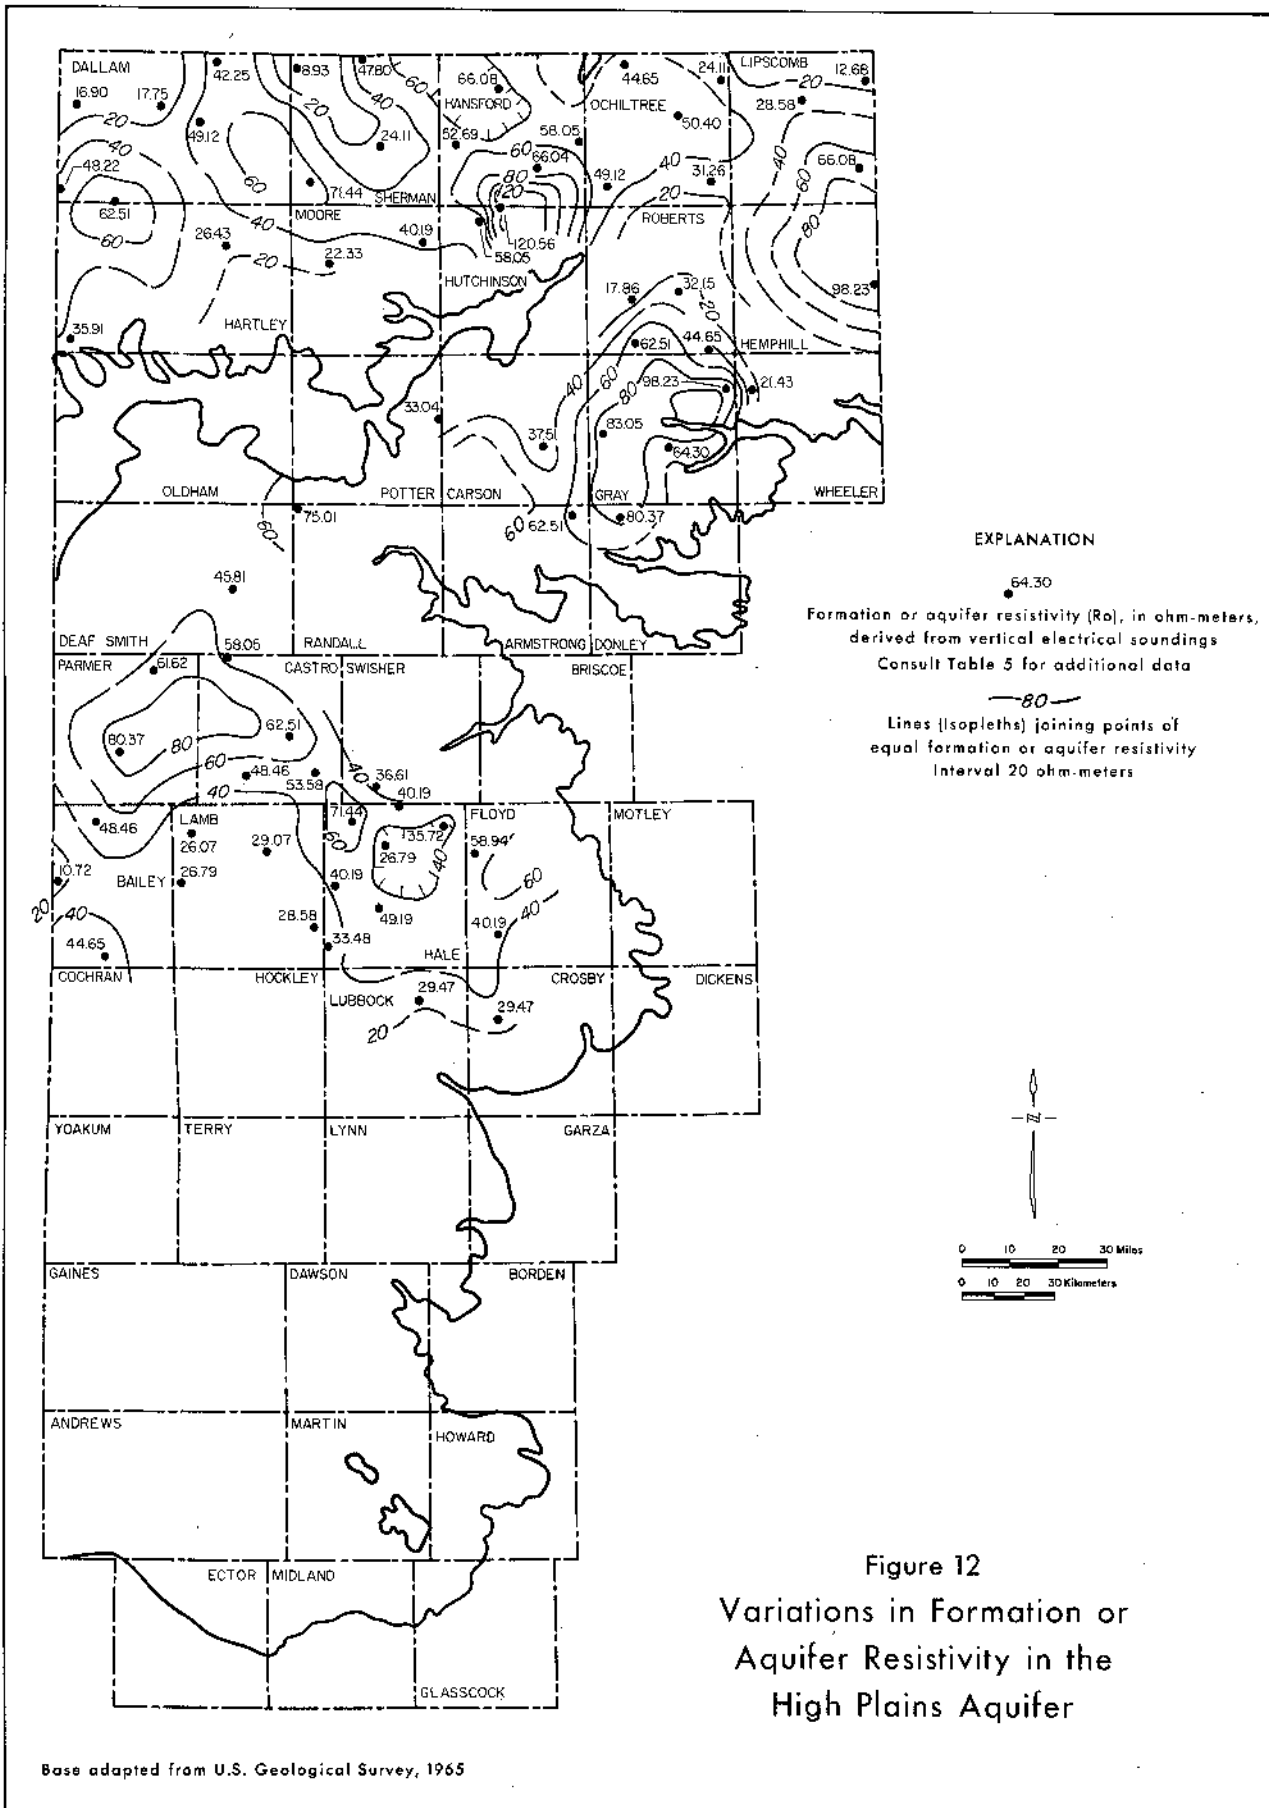 DALLAM
42.25
8.93
47.80
60
66.08
44.65
24.11
LIPSCOMB
20
12.68
16.90
17.75
20
40
HANSFORD
OCHILTREE
28.58
20
49.12
24.11
52.69
58.05
50.40
40
40
48.22
60
71.44
SHERMAN
60
66.04
80
49.12
40
31.26
66.08
60
62.51
MOORE
20
20
ROBERTS
60
26.43
40
40.19
120.56
58.05
80
20
22.33
HUTCHINSON
17.86
32.15
98.23
20
35.91
HARTLEY
62.51
44.65
HEMPHILL
40
60
98.23
21.43
80
33.04
37.51
83.05
64.30
OLDHAM
POTTER
CARSON
GRAY
WHEELER
60
75.01
60
62.51
80.37
45.81
DEAF SMITH
58.05
RANDALL
ARMSTRONG
DONLEY
PARMER
61.62
CASTRO
SWISHER
BRISCOE
62.51
80.37
80
60
48.46
53.58
40
36.61
40
40.19
LAMB
71.44
FLOYD
MOTLEY
48.46
26.07
29.07
60
35.72
58.94
26.79
40
10.72
BAILEY
26.79
40.19
60
20
40
28.58
49.19
40.19
40
44.65
33.48
HALE
COCHRAN
HOCKLEY
LUBBOCK
CROSBY
DICKENS
29.47
20
29.47
YOAKUM
TERRY
LYNN
GARZA
GAINES
DAWSON
BORDEN
ANDREWS
MARTIN
HOWARD
ECTOR
MIDLAND
GLASSCOCK
EXPLANATION
64.30
Formation or aquifer resistivity (Ro), in ohm-meters,
derived from vertical electrical soundings
Consult Table 5 for additional data
80
Lines (Isopleths) joining points of
equal formation or aquifer resistivity
Interval 20 ohm-meters
N
0 10 20 30 Miles
0 10 20 30 Kilometers
Figure 12
Variations in Formation or
Aquifer Resistivity in the
High Plains Aquifer
Base adapted from U.S. Geological Survey, 1965